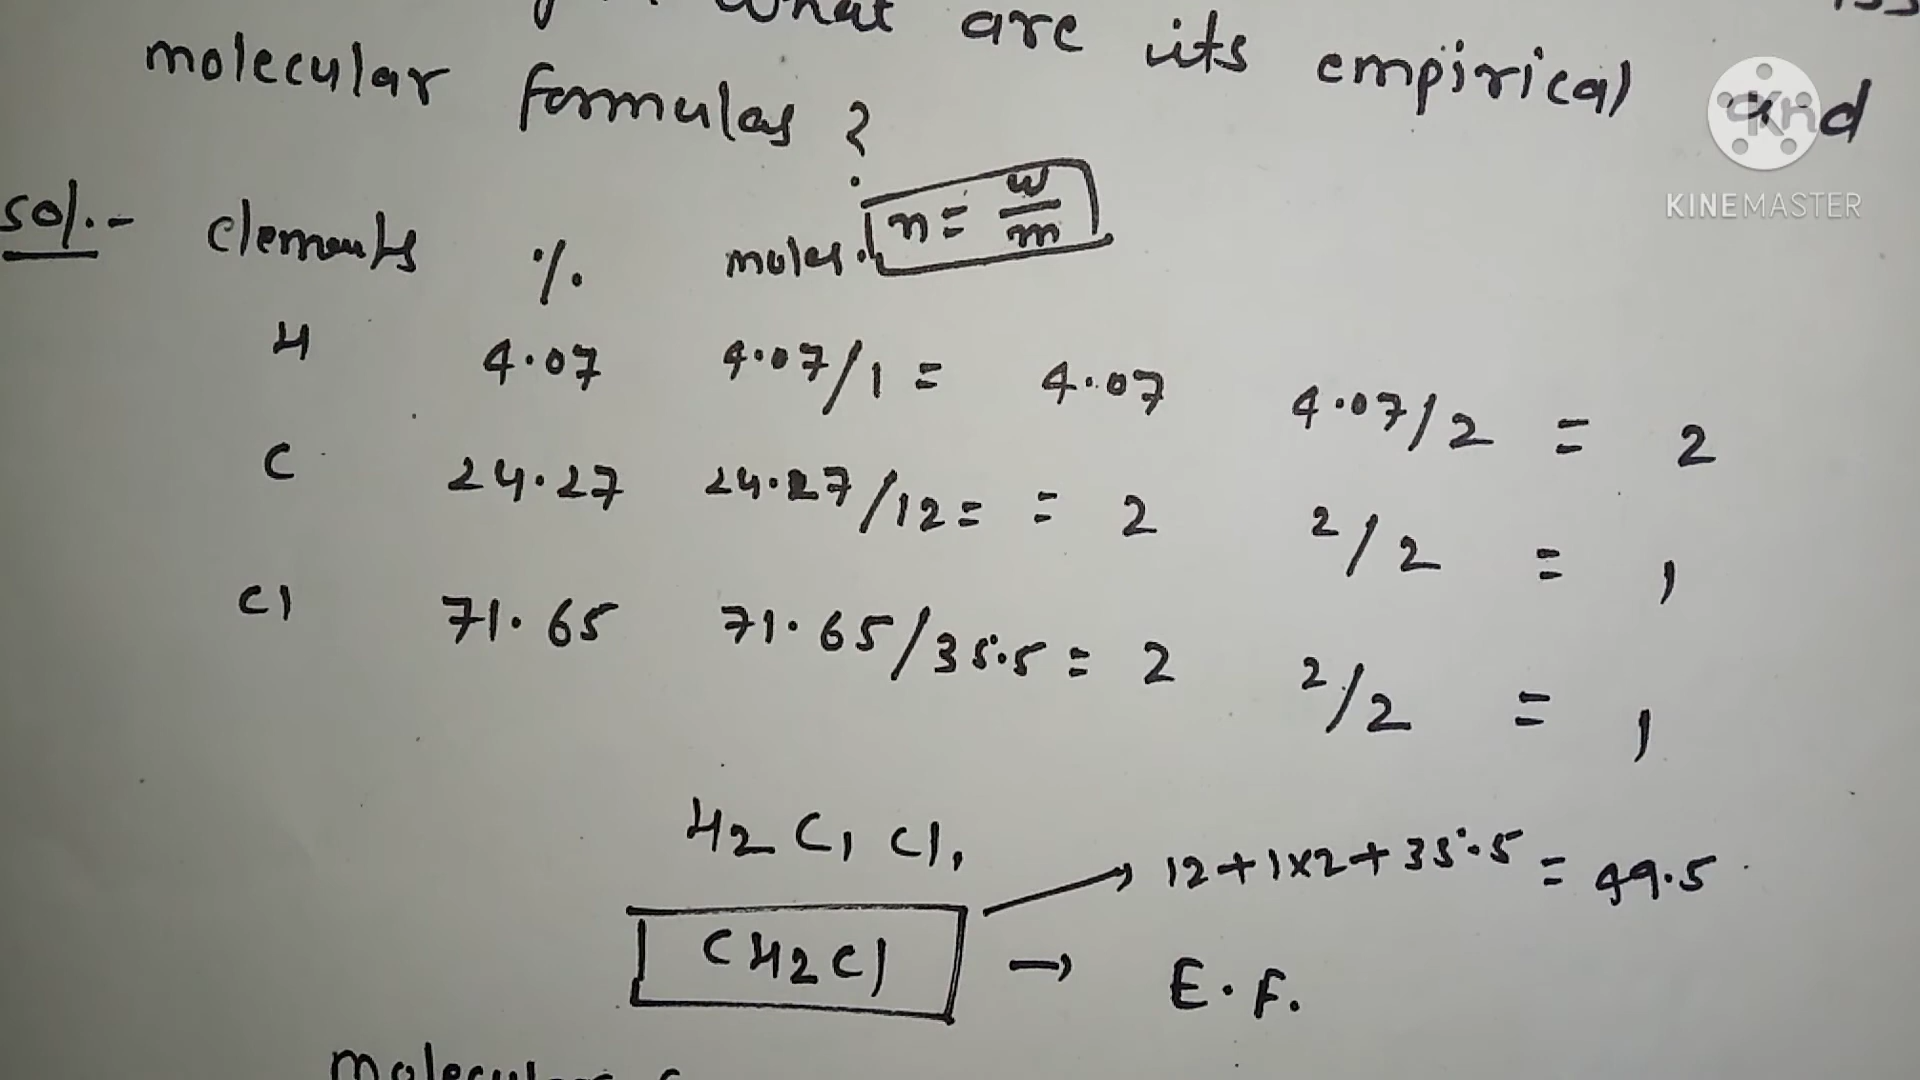 What are its empirical and
molecular formulas ?
KINEMASTER
sol.- elements % moles. n = w/m
H 4.07 4.07/1 = 4.07 4.07/2 = 2
C 24.27 24.27/12 = = 2 2/2 = 1
Cl 71.65 71.65/35.5 = 2 2/2 = 1
H2 C1 Cl1
12+1x2+35.5 = 49.5
CH2Cl → E.F.
molecular